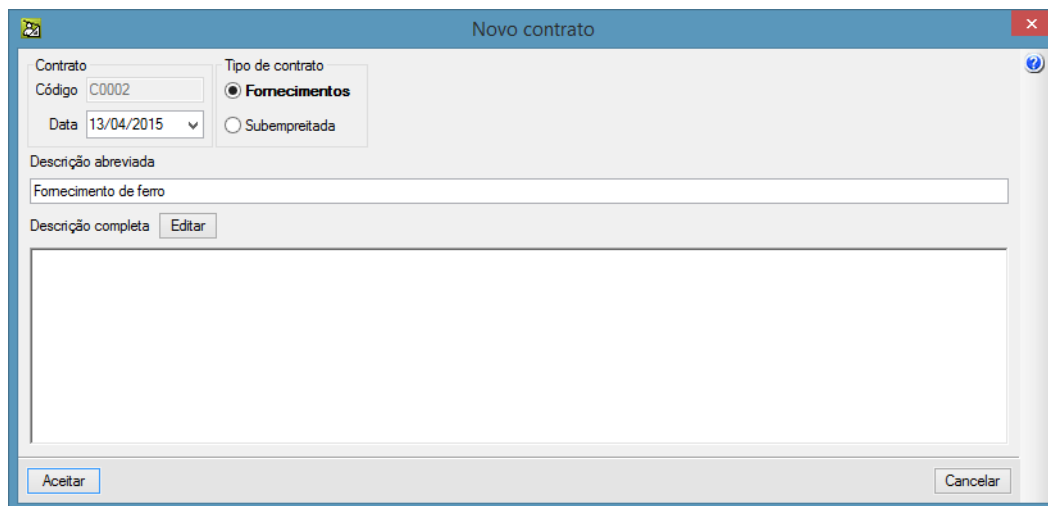 Novo contrato
Contrato
Código C0002
Data 13/04/2015
Tipo de contrato
Fornecimentos
Subempreitada
Descrição abreviada
Fornecimento de ferro
Descrição completa Editar
Aceitar Cancelar